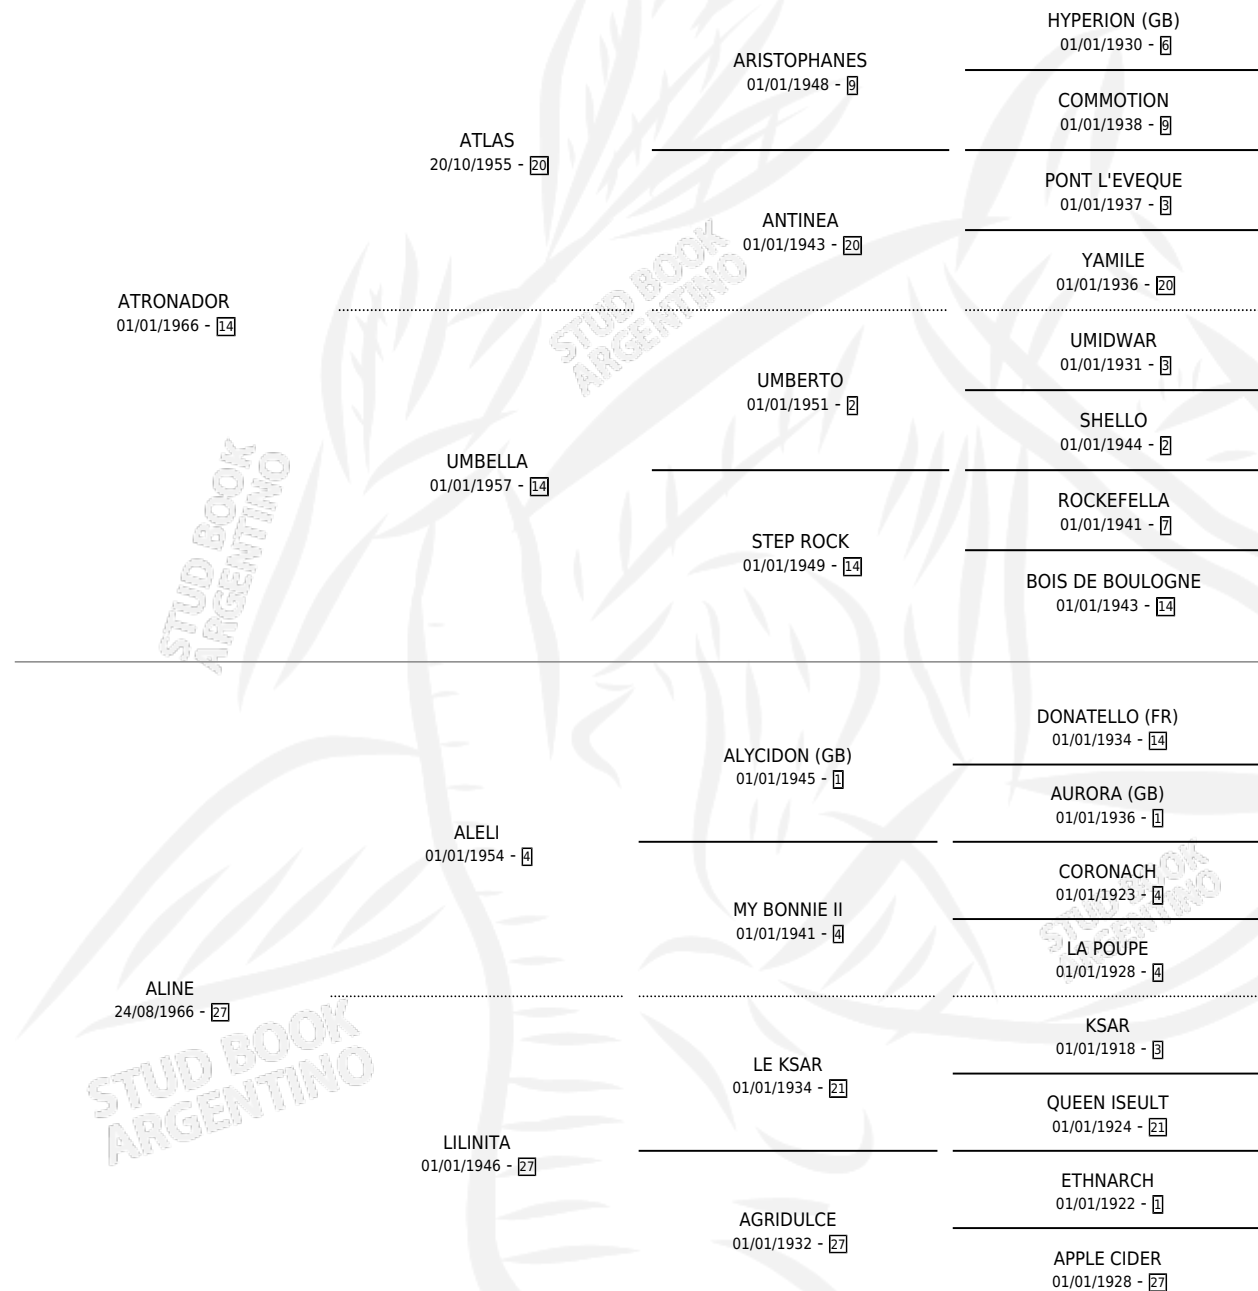 HYPERION (GB)
01/01/1930 - 6
ARISTOPHANES
01/01/1948 - 9
COMMOTION
01/01/1938 - 9
ATLAS
20/10/1955 - 20
PONT L'EVEQUE
01/01/1937 - 3
ANTINEA
01/01/1943 - 20
YAMILE
01/01/1936 - 20
ATRONADOR
01/01/1966 - 14
UMIDWAR
01/01/1931 - 3
UMBERTO
01/01/1951 - 2
SHELLO
01/01/1944 - 2
UMBELLA
01/01/1957 - 14
ROCKEFELLA
01/01/1941 - 7
STEP ROCK
01/01/1949 - 14
BOIS DE BOULOGNE
01/01/1943 - 14
DONATELLO (FR)
01/01/1934 - 14
ALYCIDON (GB)
01/01/1945 - 1
AURORA (GB)
01/01/1936 - 1
ALELI
01/01/1954 - 4
CORONACH
01/01/1923 - 4
MY BONNIE II
01/01/1941 - 4
LA POUPE
01/01/1928 - 4
ALINE
24/08/1966 - 27
KSAR
01/01/1918 - 3
LE KSAR
01/01/1934 - 21
QUEEN ISEULT
01/01/1924 - 21
LILINITA
01/01/1946 - 27
ETHNARCH
01/01/1922 - 1
AGRIDULCE
01/01/1932 - 27
APPLE CIDER
01/01/1928 - 27
STUD BOOK
ARGENTINO
STUD BOOK
ARGENTINO
STUD BOOK
ARGENTINO
STUD BOOK
ARGENTINO